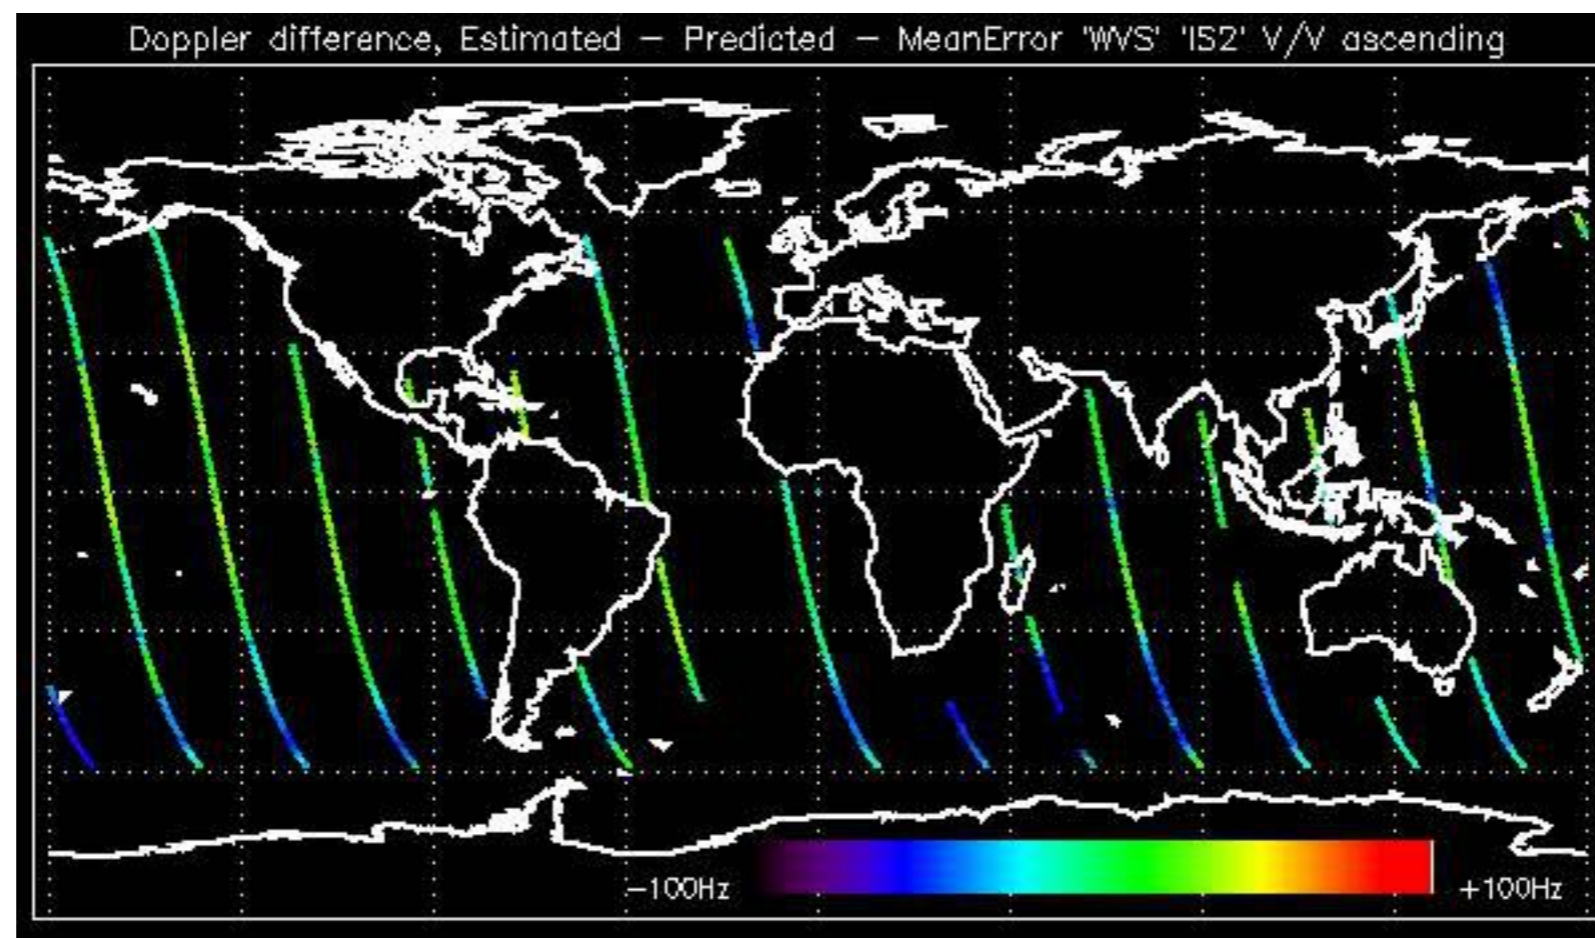 Doppler difference, Estimated — Predicted — MeanError 'WVS' 'IS2' V/V ascending
—100Hz
+100Hz